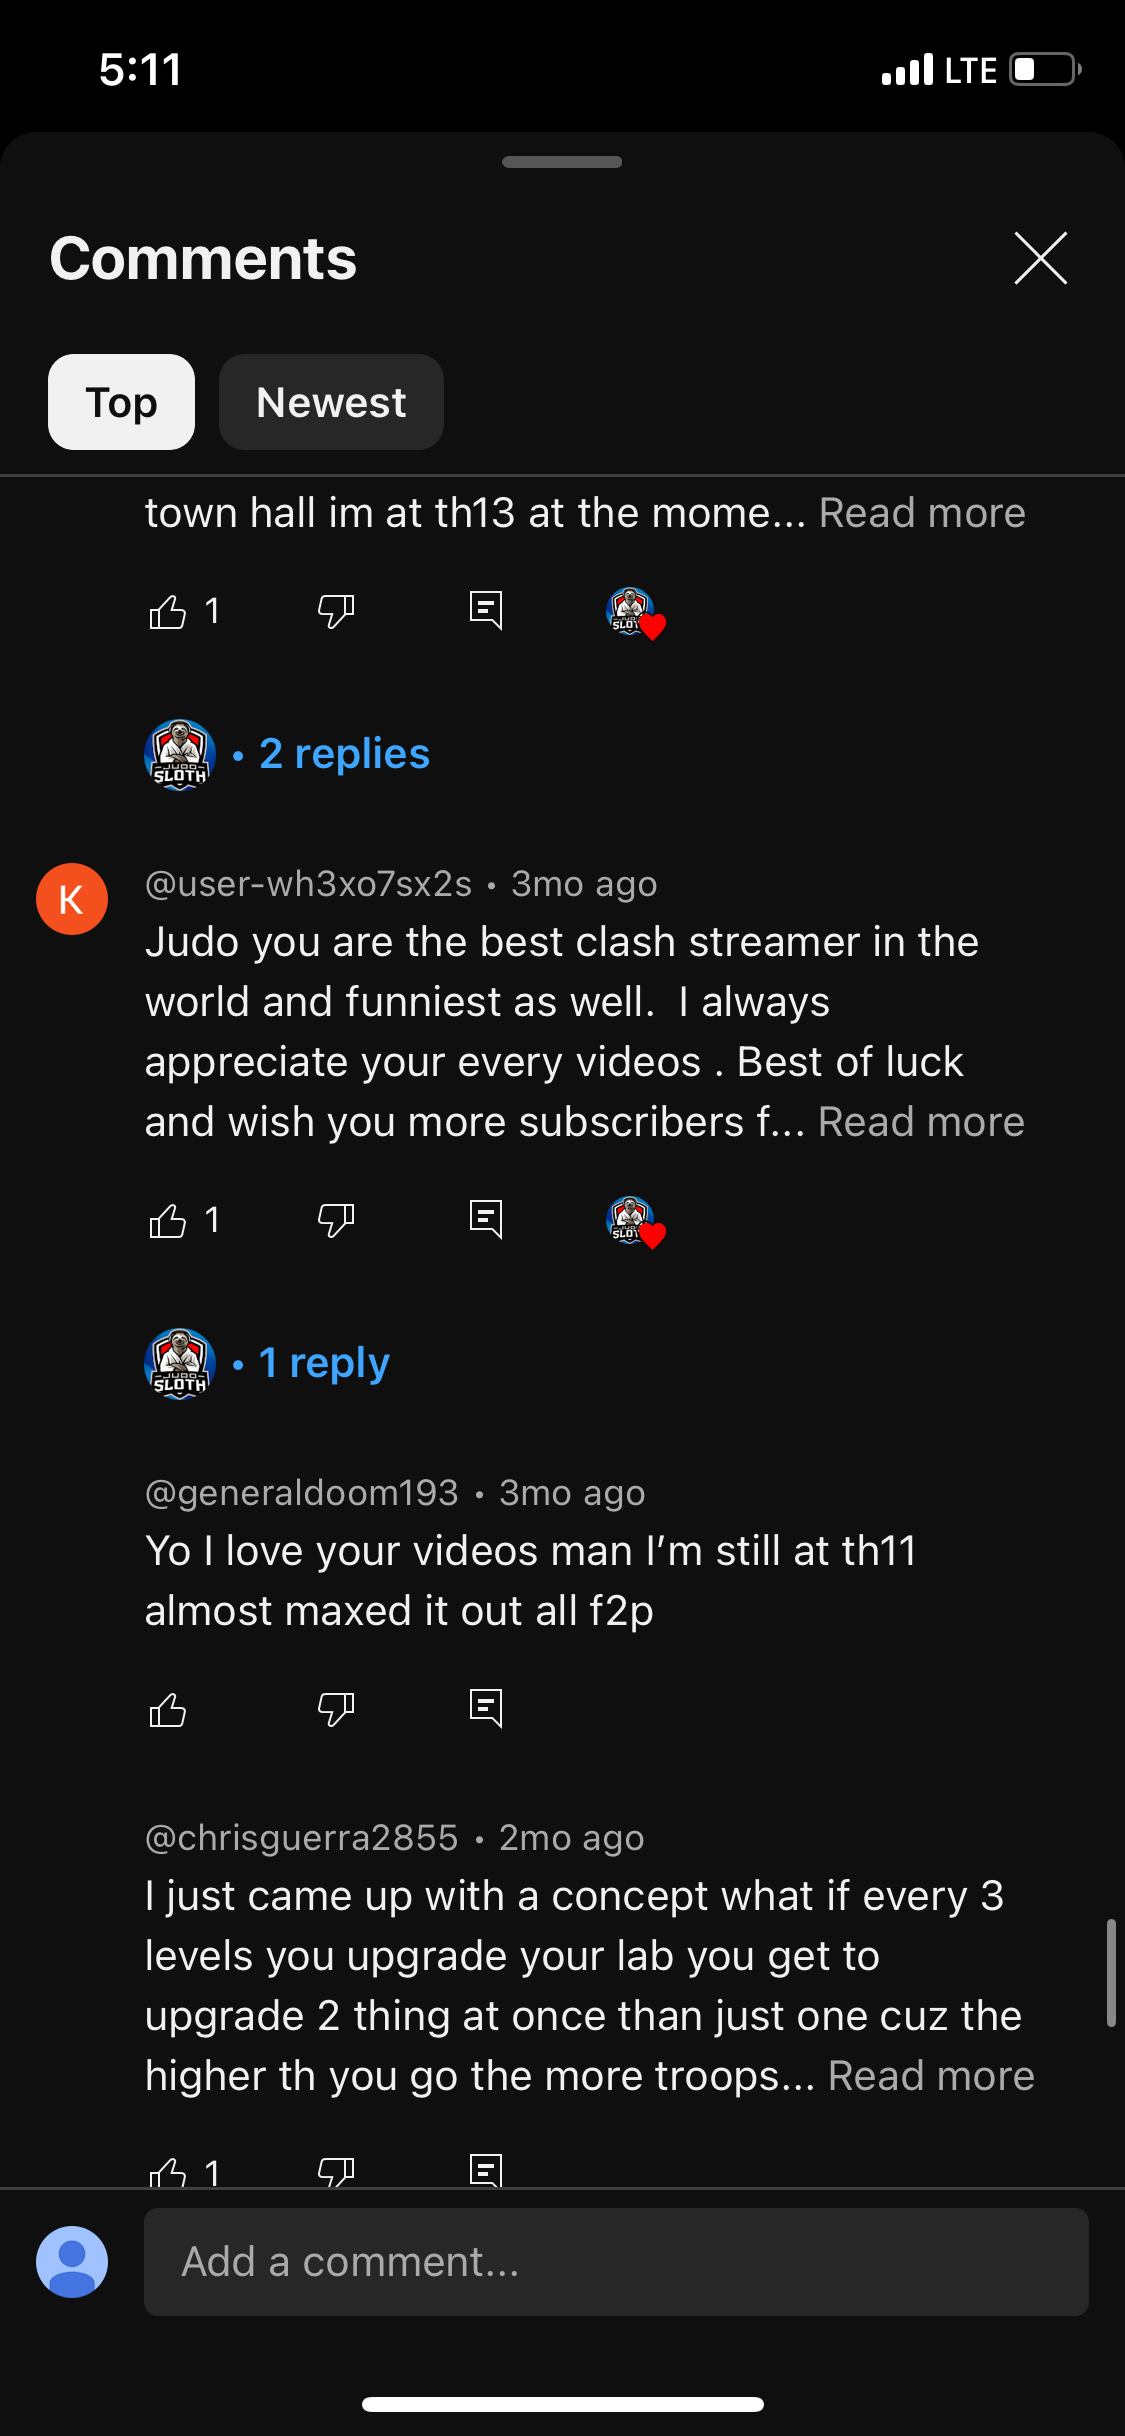 5:11 LTE
Comments
Top Newest
town hall im at th13 at the mome... Read more
1
JUDO
SLOTH
• 2 replies
K
@user-wh3xo7sx2s • 3mo ago
Judo you are the best clash streamer in the
world and funniest as well.  I always
appreciate your every videos . Best of luck
and wish you more subscribers f... Read more
1
JUDO
SLOTH
• 1 reply
@generaldoom193 • 3mo ago
Yo I love your videos man I’m still at th11
almost maxed it out all f2p
@chrisguerra2855 • 2mo ago
I just came up with a concept what if every 3
levels you upgrade your lab you get to
upgrade 2 thing at once than just one cuz the
higher th you go the more troops... Read more
1
Add a comment...